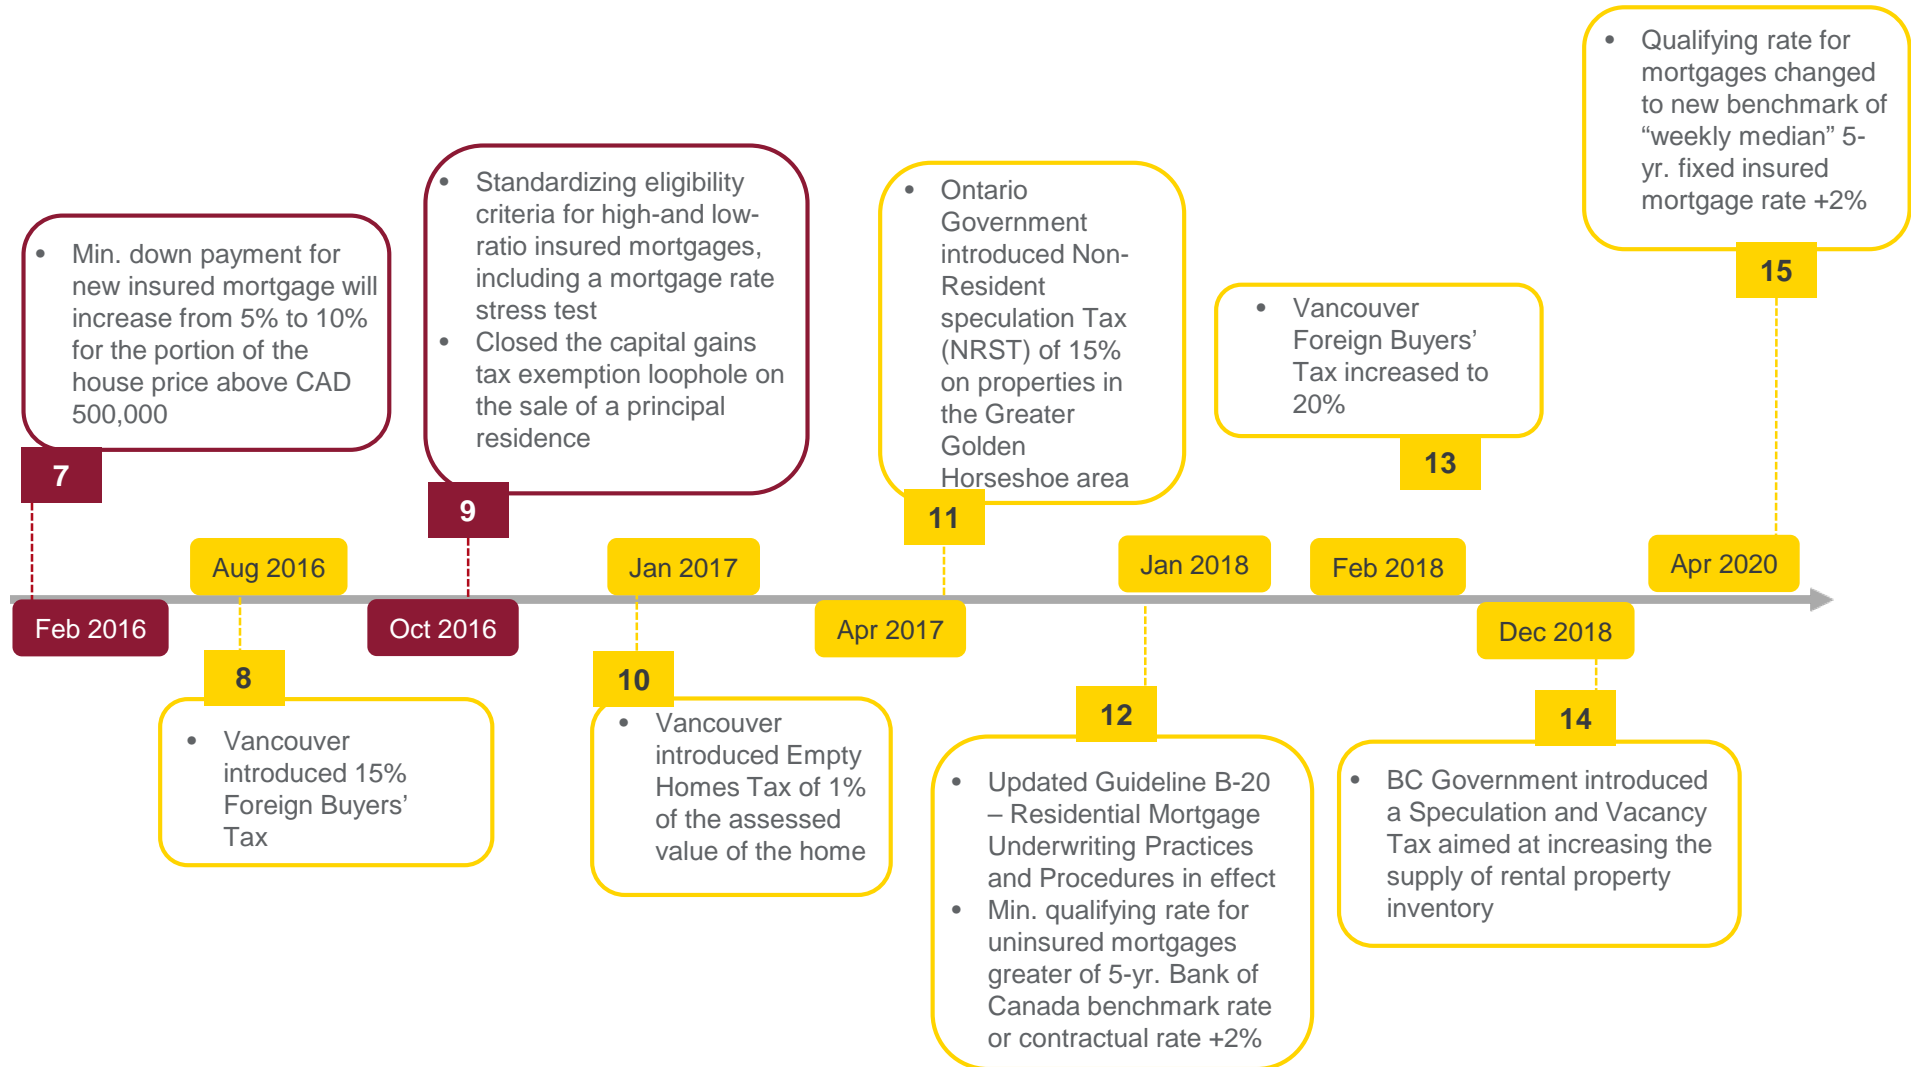 • Min. down payment for
new insured mortgage will
increase from 5% to 10%
for the portion of the
house price above CAD
500,000
7
Feb 2016
Aug 2016
8
• Vancouver
introduced 15%
Foreign Buyers’
Tax
• Standardizing eligibility
criteria for high-and low-
ratio insured mortgages,
including a mortgage rate
stress test
• Closed the capital gains
tax exemption loophole on
the sale of a principal
residence
9
Oct 2016
Jan 2017
10
• Vancouver
introduced Empty
Homes Tax of 1%
of the assessed
value of the home
• Ontario
Government
introduced Non-
Resident
speculation Tax
(NRST) of 15%
on properties in
the Greater
Golden
Horseshoe area
11
Apr 2017
Jan 2018
12
• Updated Guideline B-20
– Residential Mortgage
Underwriting Practices
and Procedures in effect
• Min. qualifying rate for
uninsured mortgages
greater of 5-yr. Bank of
Canada benchmark rate
or contractual rate +2%
• Vancouver
Foreign Buyers’
Tax increased to
20%
13
Feb 2018
Dec 2018
14
• BC Government introduced
a Speculation and Vacancy
Tax aimed at increasing the
supply of rental property
inventory
• Qualifying rate for
mortgages changed
to new benchmark of
“weekly median” 5-
yr. fixed insured
mortgage rate +2%
15
Apr 2020